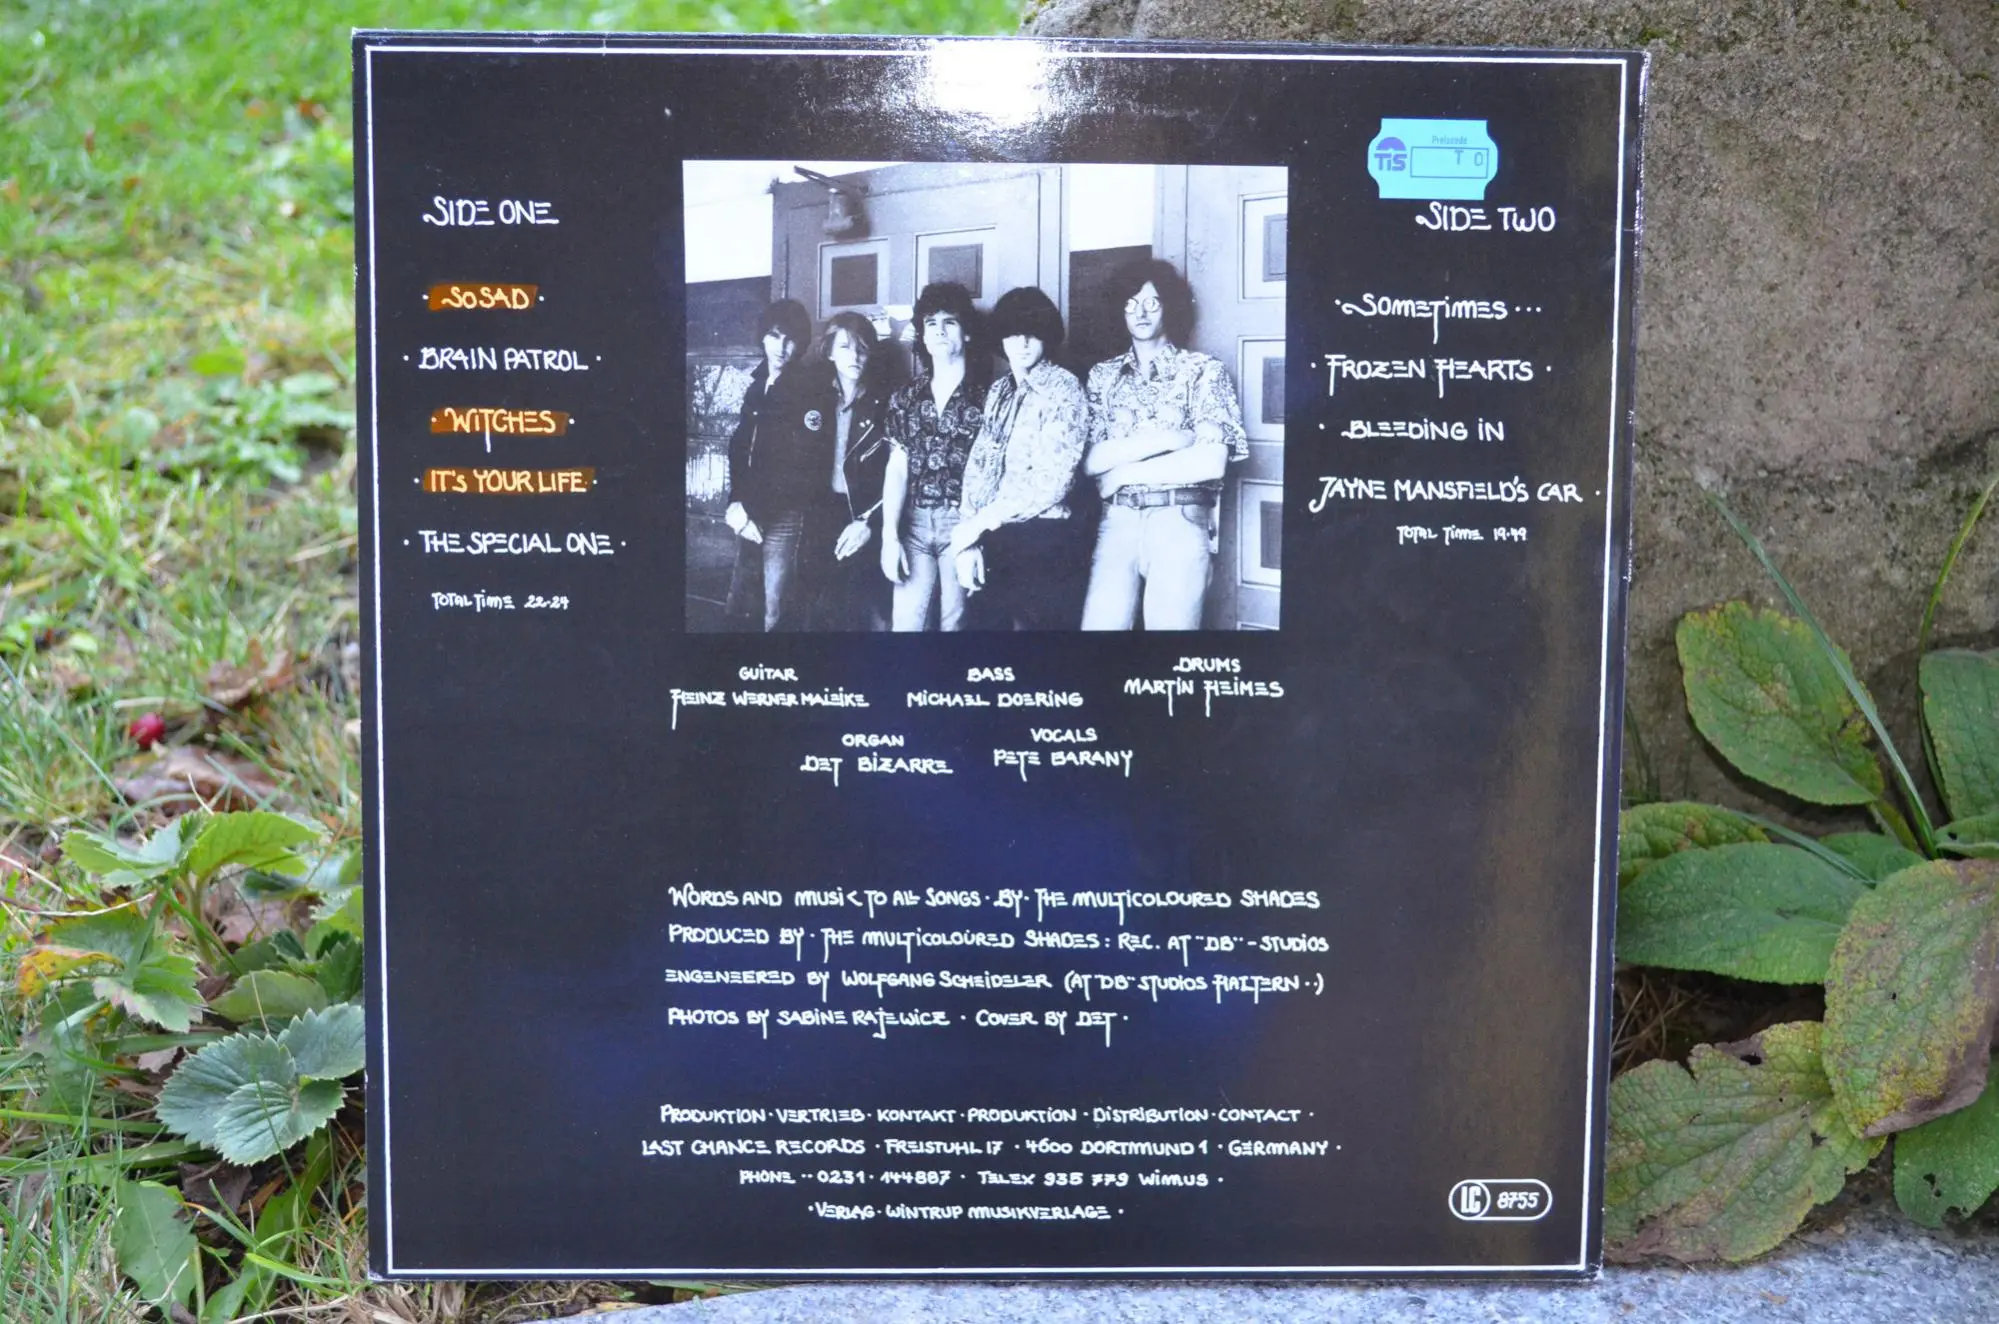 Preiscode
TiS T 0
SIDE ONE
· SO SAD ·
· BRAIN PATROL ·
· WITCHES ·
· IT'S YOUR LIFE ·
· THE SPECIAL ONE ·
TOTAL TIME 22·24
SIDE TWO
· SOMETIMES ...
· FROZEN HEARTS ·
· BLEEDING IN
JAYNE MANSFIELD'S CAR ·
TOTAL TIME 19·49
GUITAR
HEINZ WERNER MALEIKE
BASS
MICHAEL DOERING
DRUMS
MARTIN HEIMES
ORGAN
DET BIZARRE
VOCALS
PETE BARANY
WORDS AND MUSIC TO ALL SONGS · BY · THE MULTICOLOURED SHADES
PRODUCED BY · THE MULTICOLOURED SHADES : REC. AT "DB" - STUDIOS
ENGENEERED BY WOLFGANG SCHEIDELER (AT "DB" STUDIOS HALTERN ··)
PHOTOS BY SABINE RAJEWICZ · COVER BY DET ·
PRODUKTION · VERTRIEB · KONTAKT · PRODUKTION · DISTRIBUTION · CONTACT ·
LAST CHANCE RECORDS · FREISTUHL 17 · 4600 DORTMUND 1 · GERMANY ·
PHONE ·· 0231 · 144887 · TELEX 935 779 WIMUS ·
· VERLAG · WINTRUP MUSIKVERLAGE ·
LC 8755